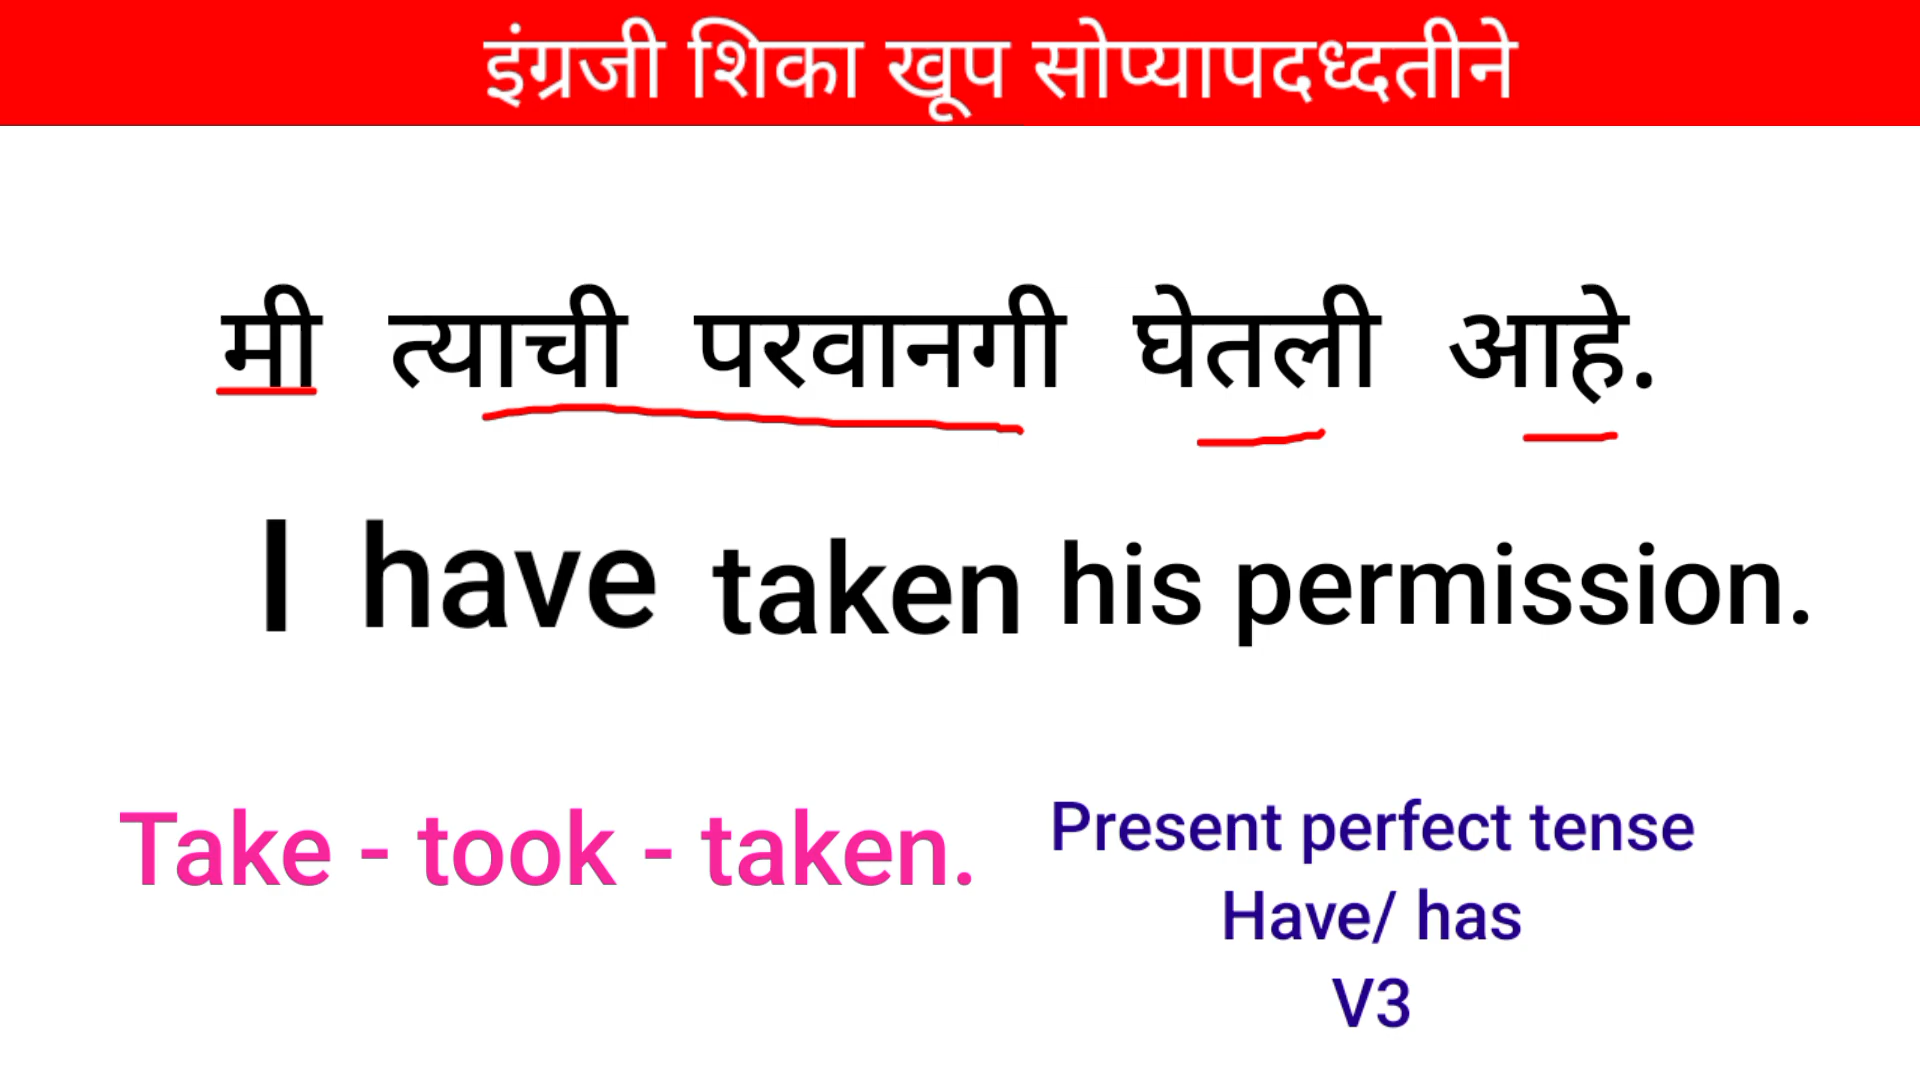 इंग्रजी शिका खूप सोप्यापदध्दतीने
मी त्याची परवानगी घेतली आहे.
I have taken his permission.
Take - took - taken.
Present perfect tense
Have/ has
V3